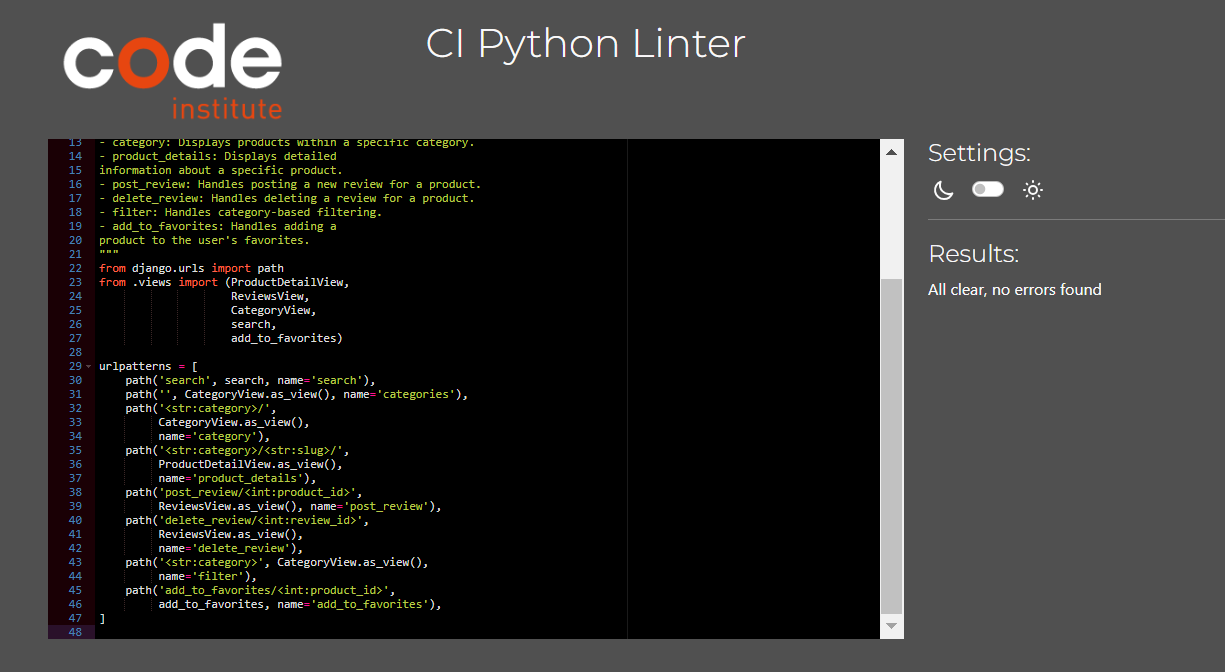 code
institute
CI Python Linter
13 - category: Displays products within a specific category.
14 - product_details: Displays detailed
15 information about a specific product.
16 - post_review: Handles posting a new review for a product.
17 - delete_review: Handles deleting a review for a product.
18 - filter: Handles category-based filtering.
19 - add_to_favorites: Handles adding a
20 product to the user's favorites.
21 """
22 from django.urls import path
23 from .views import (ProductDetailView,
24                     ReviewsView,
25                     CategoryView,
26                     search,
27                     add_to_favorites)
28
29 urlpatterns = [
30     path('search', search, name='search'),
31     path('', CategoryView.as_view(), name='categories'),
32     path('<str:category>/',
33          CategoryView.as_view(),
34          name='category'),
35     path('<str:category>/<str:slug>/',
36          ProductDetailView.as_view(),
37          name='product_details'),
38     path('post_review/<int:product_id>',
39          ReviewsView.as_view(), name='post_review'),
40     path('delete_review/<int:review_id>',
41          ReviewsView.as_view(),
42          name='delete_review'),
43     path('<str:category>', CategoryView.as_view(),
44          name='filter'),
45     path('add_to_favorites/<int:product_id>',
46          add_to_favorites, name='add_to_favorites'),
47 ]
48
Settings:
Results:
All clear, no errors found